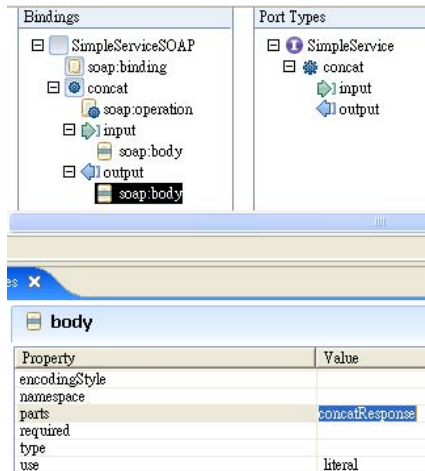 Bindings
SimpleServiceSOAP
soap:binding
concat
soap:operation
input
soap:body
output
soap:body
Port Types
SimpleService
concat
input
output
es
body
Property Value
encodingStyle
namespace
parts concatResponse
required
type
use literal